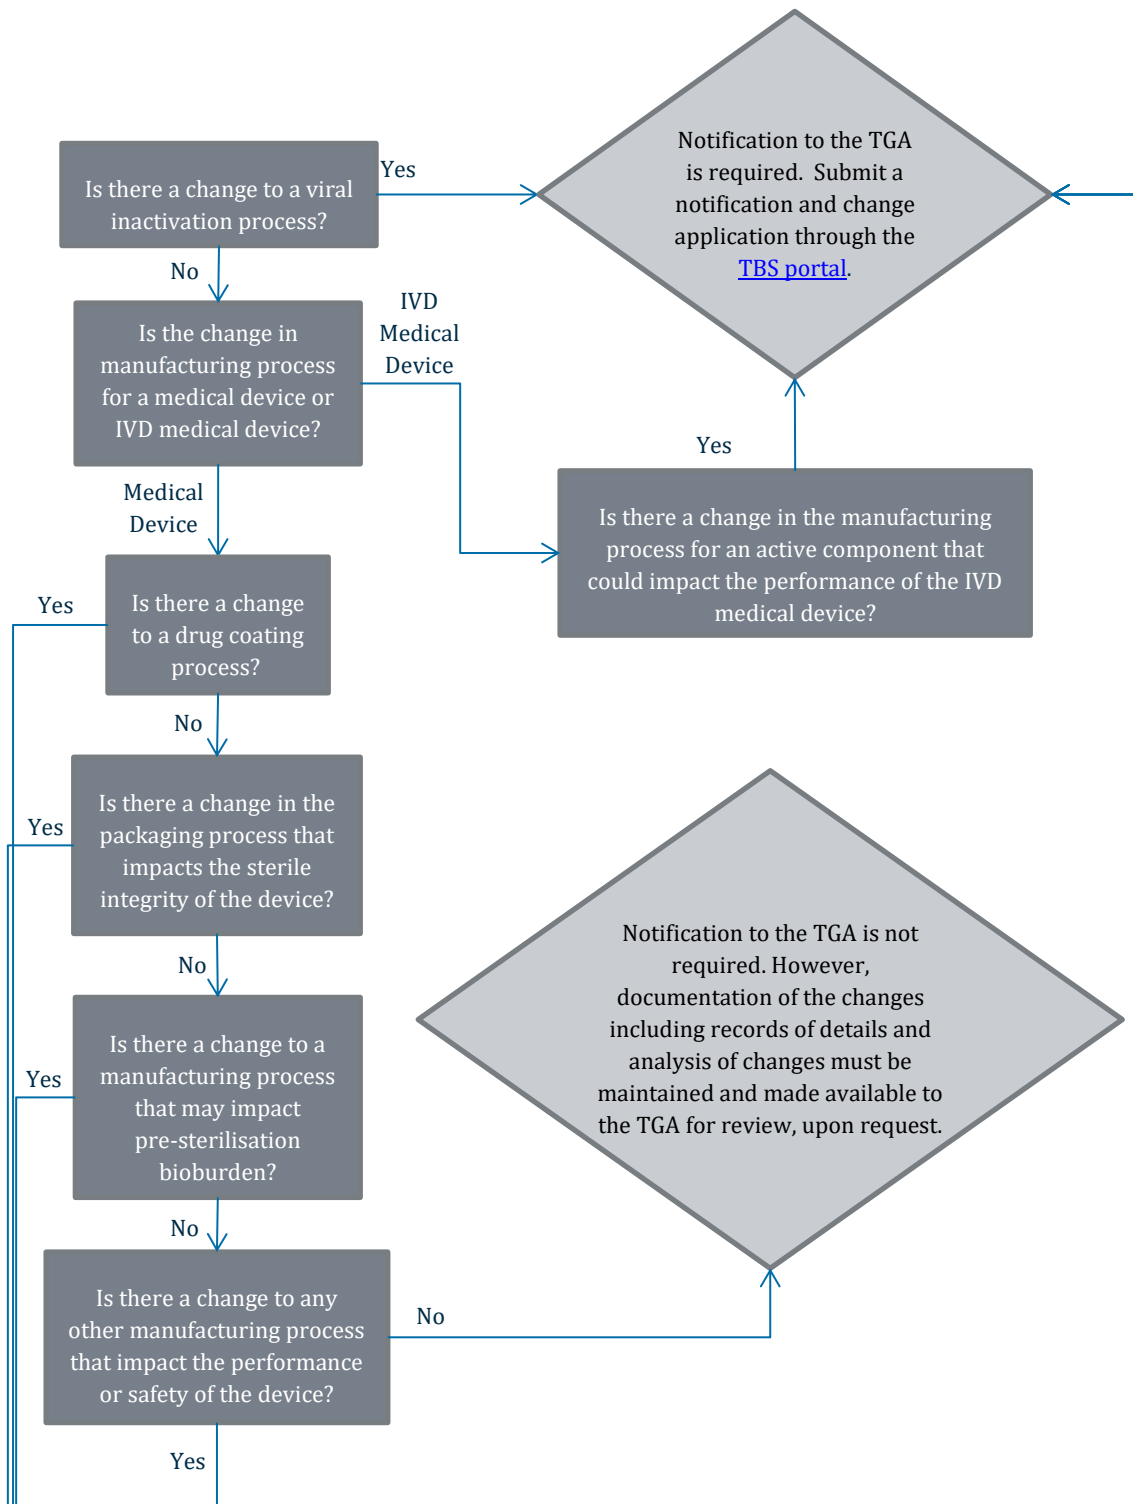 Notification to the TGA
is required. Submit a
notification and change
application through the
TBS portal.
Is there a change to a viral
inactivation process?
Yes
No
Is the change in
manufacturing process
for a medical device or
IVD medical device?
IVD
Medical
Device
Medical
Device
Yes
Is there a change in the manufacturing
process for an active component that
could impact the performance of the IVD
medical device?
Is there a change
to a drug coating
process?
Yes
No
Is there a change in the
packaging process that
impacts the sterile
integrity of the device?
Yes
No
Is there a change to a
manufacturing process
that may impact
pre-sterilisation
bioburden?
Yes
No
Notification to the TGA is not
required. However,
documentation of the changes
including records of details and
analysis of changes must be
maintained and made available to
the TGA for review, upon request.
Is there a change to any
other manufacturing process
that impact the performance
or safety of the device?
No
Yes